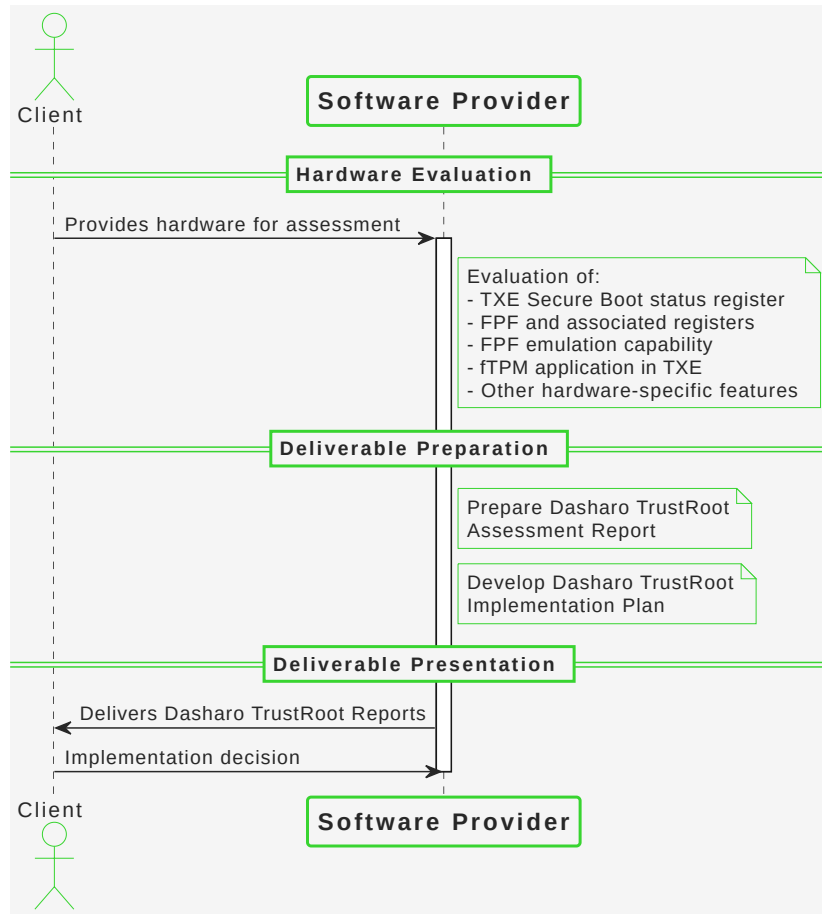 Client
Software Provider
Hardware Evaluation
Provides hardware for assessment
Evaluation of:
- TXE Secure Boot status register
- FPF and associated registers
- FPF emulation capability
- fTPM application in TXE
- Other hardware-specific features
Deliverable Preparation
Prepare Dasharo TrustRoot
Assessment Report
Develop Dasharo TrustRoot
Implementation Plan
Deliverable Presentation
Delivers Dasharo TrustRoot Reports
Implementation decision
Client
Software Provider